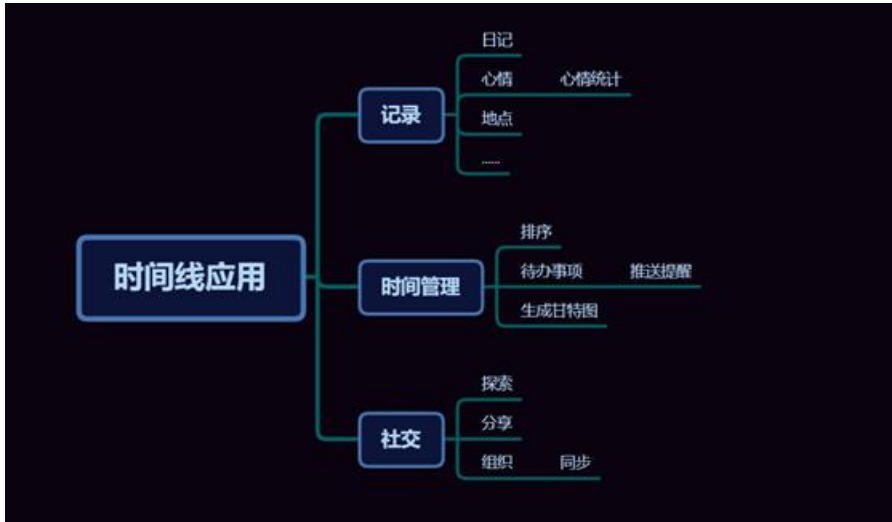 时间线应用
记录
日记
心情
心情统计
地点
......
时间管理
排序
待办事项
推送提醒
生成甘特图
社交
探索
分享
组织
同步